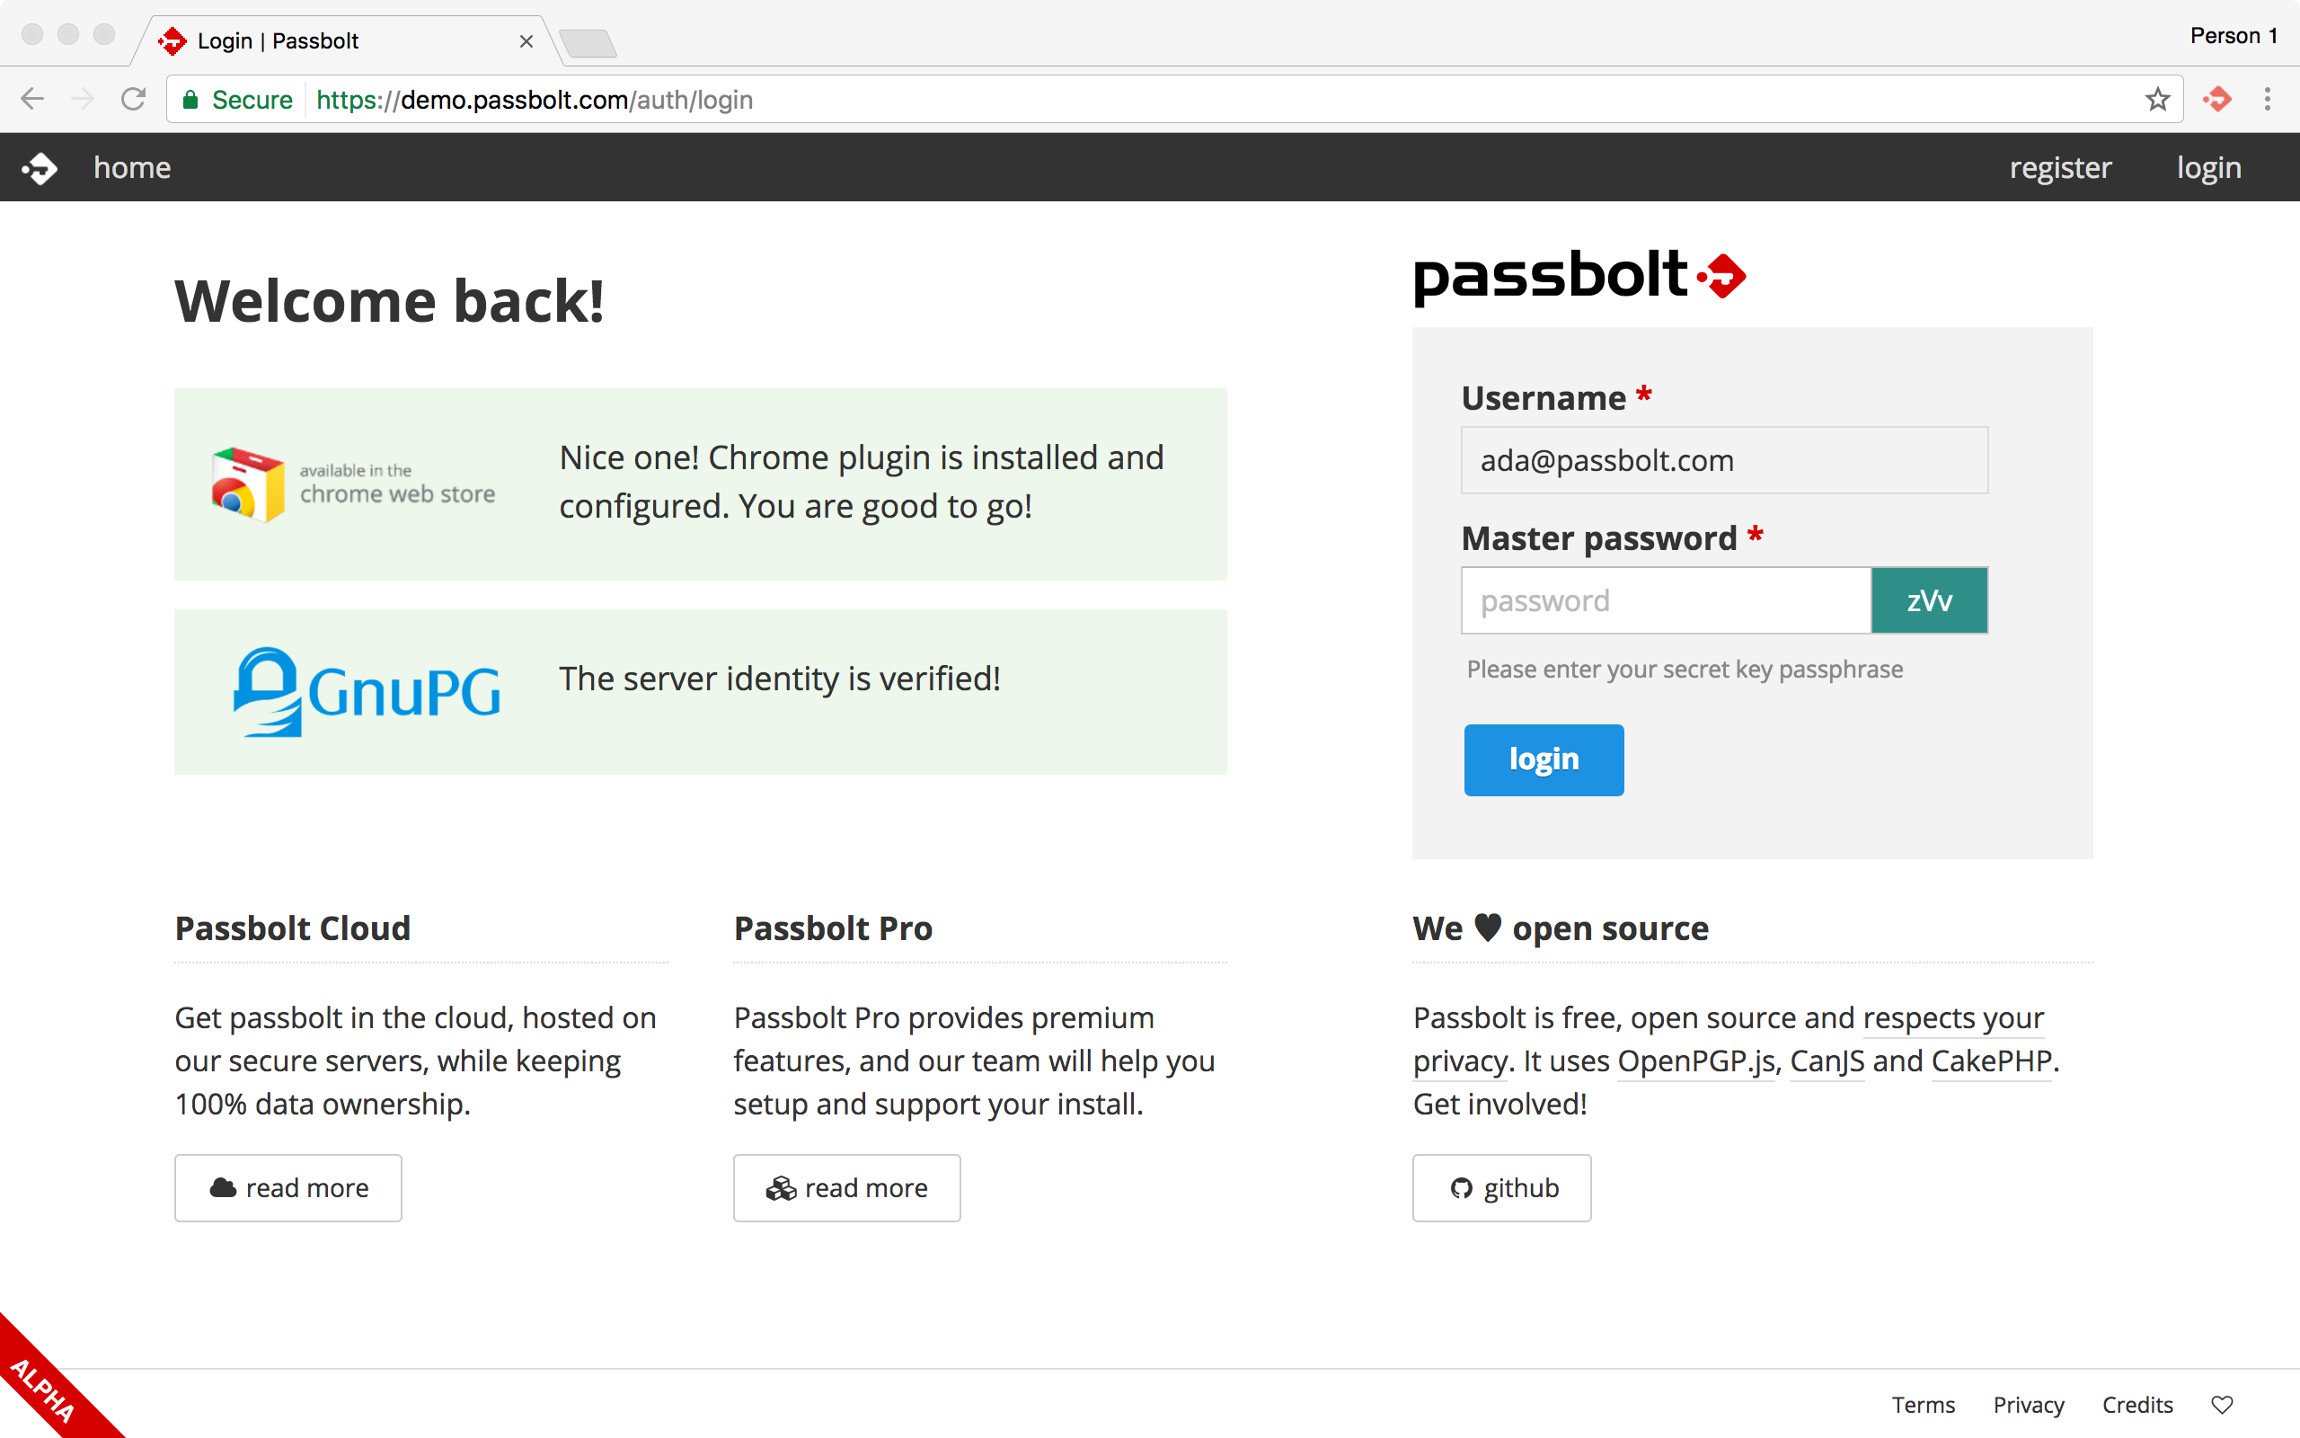 Login | Passbolt
Person 1
Secure https://demo.passbolt.com/auth/login
home
register login
Welcome back!
available in the
chrome web store
Nice one! Chrome plugin is installed and
configured. You are good to go!
GnuPG
The server identity is verified!
passbolt
Username *
ada@passbolt.com
Master password *
password
zVv
Please enter your secret key passphrase
login
Passbolt Cloud
Get passbolt in the cloud, hosted on
our secure servers, while keeping
100% data ownership.
read more
Passbolt Pro
Passbolt Pro provides premium
features, and our team will help you
setup and support your install.
read more
We ♥ open source
Passbolt is free, open source and respects your
privacy. It uses OpenPGP.js, CanJS and CakePHP.
Get involved!
github
ALPHA
Terms Privacy Credits